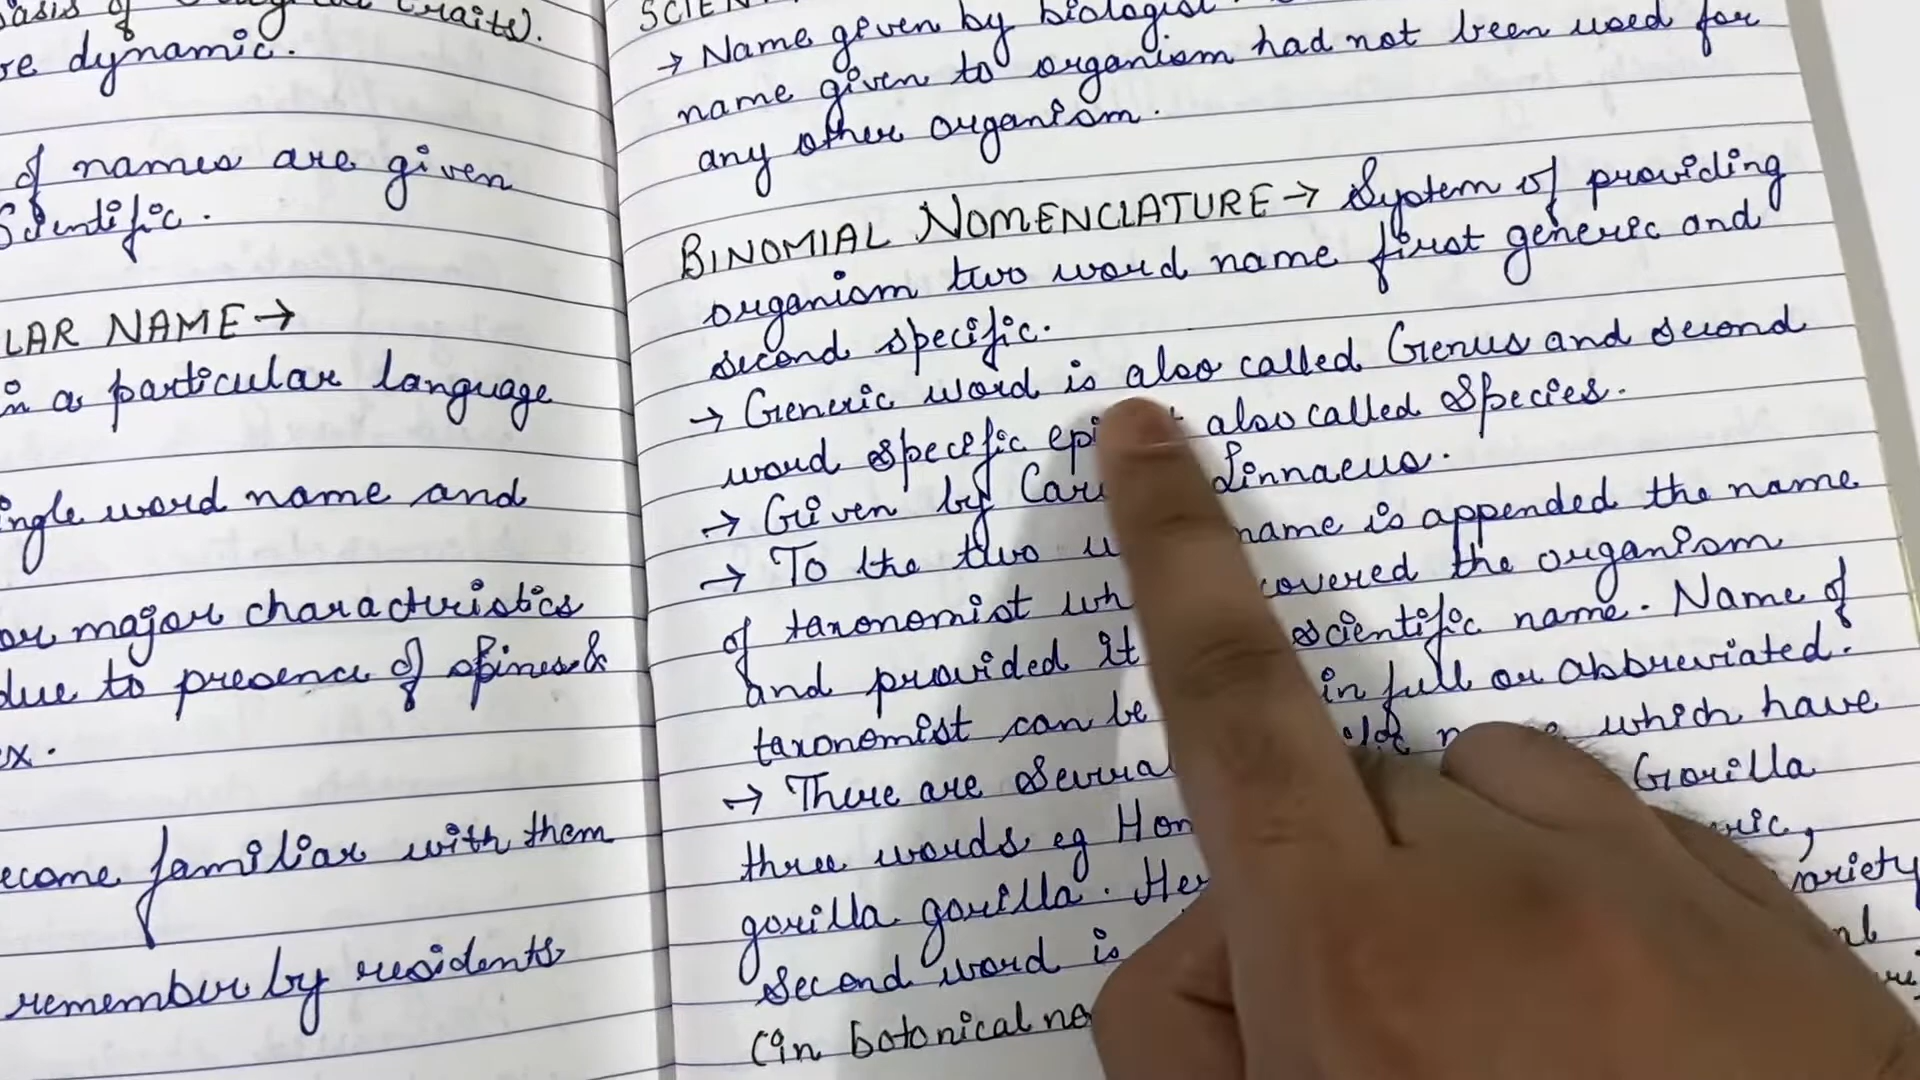 of
traits).
re dynamic.
of names are given
Scientific.
LAR NAME →
in a particular language
ingle word name and
or major characteristics
due to presence of spines &
ex.
ecome familiar with them
remember by residents
SCIEN
→ Name given by biologist
name given to organism had not been used for
any other organism.
BINOMIAL NOMENCLATURE → System of providing
organism two word name first generic and
second specific.
→ Generic word is also called Genus and second
word specific also called Species.
→ Given by Linnaeus.
→ To the two name is appended the name
of taxonomist covered the organism
and provided it scientific name. Name of
taxonomist can be in full or abbreviated.
→ There are which have
three words eg Gorilla
gorilla gorilla. ric,
second word is variety
(in botonical